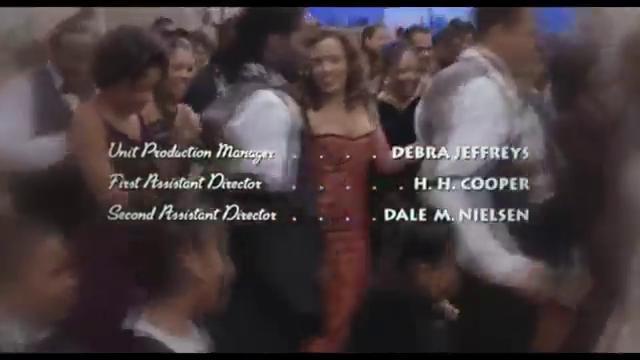 Unit Production Manager . . . . DEBRA JEFFREYS
First Assistant Director . . . . . H. H. COOPER
Second Assistant Director . . . . DALE M. NIELSEN